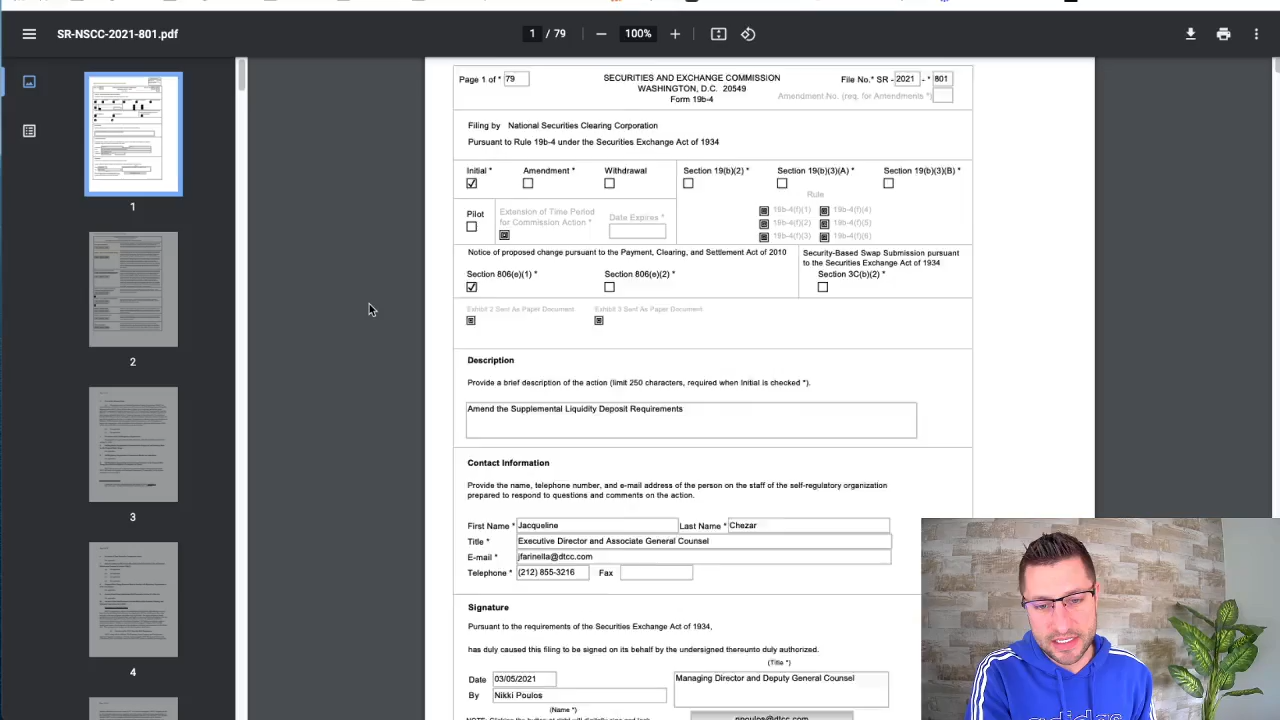 SR-NSCC-2021-801.pdf
1 / 79
100%
Page 1 of * 79
SECURITIES AND EXCHANGE COMMISSION
WASHINGTON, D.C. 20549
Form 19b-4
File No.* SR - 2021 - * 801
Amendment No. (req. for Amendments *)
Filing by National Securities Clearing Corporation
Pursuant to Rule 19b-4 under the Securities Exchange Act of 1934
Initial * Amendment * Withdrawal Section 19(b)(2) * Section 19(b)(3)(A) * Section 19(b)(3)(B) *
Rule
Pilot
Extension of Time Period
for Commission Action *
Date Expires *
19b-4(f)(1) 19b-4(f)(4)
19b-4(f)(2) 19b-4(f)(5)
19b-4(f)(3) 19b-4(f)(6)
Notice of proposed change pursuant to the Payment, Clearing, and Settlement Act of 2010
Section 806(e)(1) * Section 806(e)(2) *
Security-Based Swap Submission pursuant
to the Securities Exchange Act of 1934
Section 3C(b)(2) *
Exhibit 2 Sent As Paper Document Exhibit 3 Sent As Paper Document
Description
Provide a brief description of the action (limit 250 characters, required when Initial is checked *).
Amend the Supplemental Liquidity Deposit Requirements
Contact Information
Provide the name, telephone number, and e-mail address of the person on the staff of the self-regulatory organization
prepared to respond to questions and comments on the action.
First Name * Jacqueline Last Name * Chezar
Title * Executive Director and Associate General Counsel
E-mail * jfarinella@dtcc.com
Telephone * (212) 855-3216 Fax
Signature
Pursuant to the requirements of the Securities Exchange Act of 1934,
has duly caused this filing to be signed on its behalf by the undersigned thereunto duly authorized.
(Title *)
Date 03/05/2021
Managing Director and Deputy General Counsel
By Nikki Poulos
(Name *)
npoulos@dtcc.com
1
2
3
4